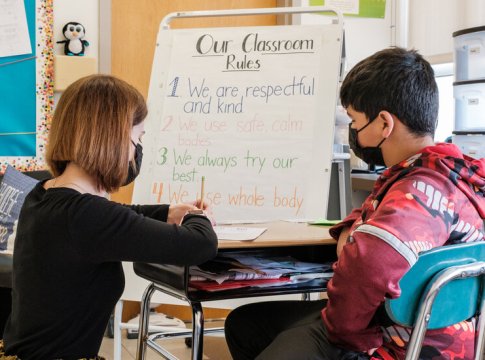 Our Classroom
Rules
1 We are respectful
and kind
2 We use safe, calm
bodies
3 We always try our
best.
4 We use whole body